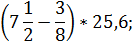 (7 1/2 − 3/8) * 25,6;